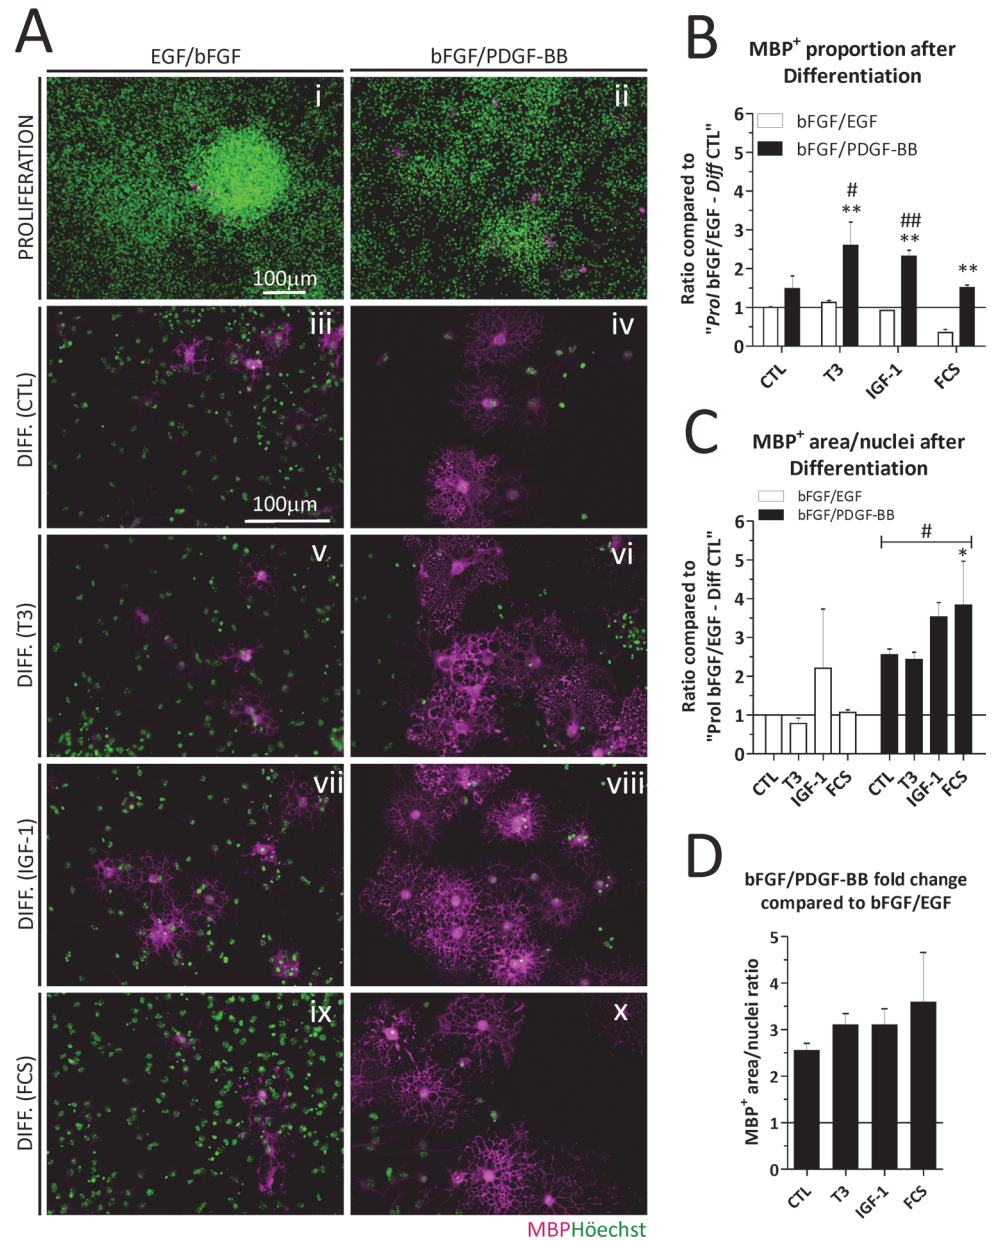 A
EGF/bFGF
bFGF/PDGF-BB
PROLIFERATION
i
ii
100µm
DIFF. (CTL)
iii
iv
100µm
DIFF. (T3)
v
vi
DIFF. (IGF-1)
vii
viii
DIFF. (FCS)
ix
x
MBPHöechst
B
MBP+ proportion after
Differentiation
Ratio compared to
"Prol bFGF/EGF - Diff CTL"
6
5
4
3
2
1
0
bFGF/EGF
bFGF/PDGF-BB
#
**
##
**
**
CTL
T3
IGF-1
FCS
C
MBP+ area/nuclei after
Differentiation
bFGF/EGF
bFGF/PDGF-BB
Ratio compared to
"Prol bFGF/EGF - Diff CTL"
6
5
4
3
2
1
0
#
*
CTL
T3
IGF-1
FCS
CTL
T3
IGF-1
FCS
D
bFGF/PDGF-BB fold change
compared to bFGF/EGF
MBP+ area/nuclei ratio
5
4
3
2
1
0
CTL
T3
IGF-1
FCS